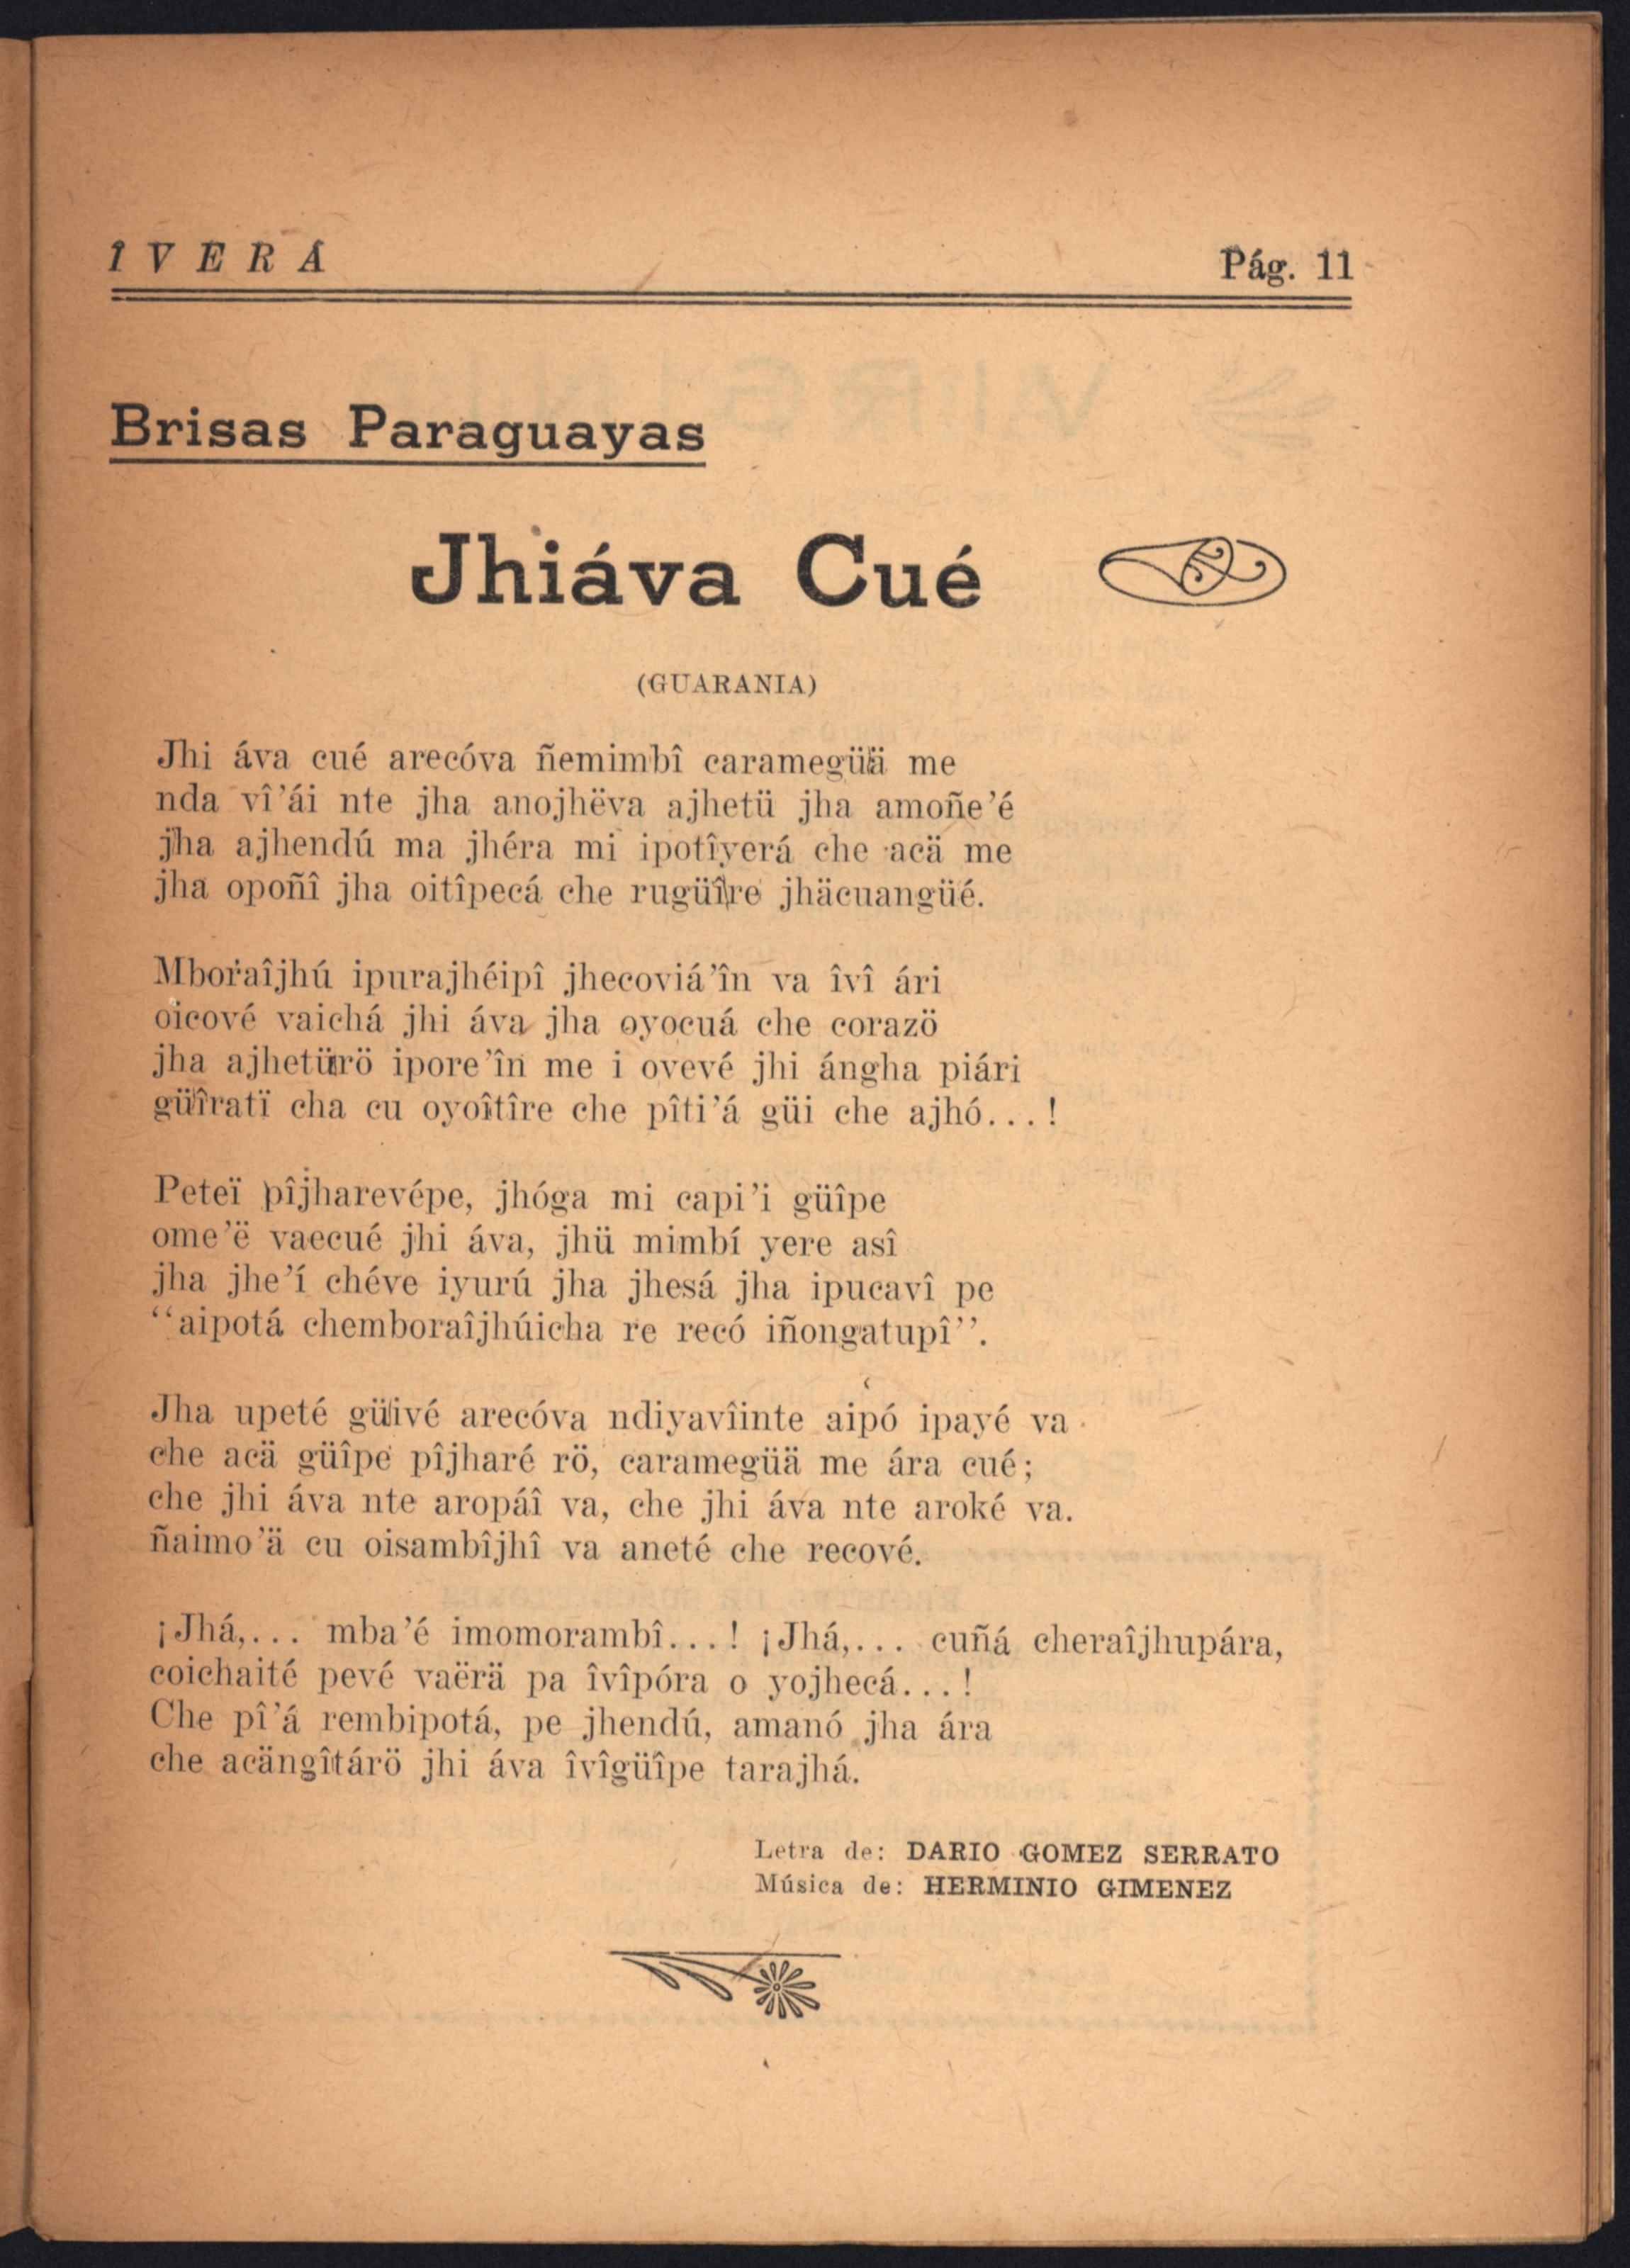 Î V E R Á
Pág. 11
Brisas Paraguayas
Jhiáva Cué
(GUARANIA)
Jhi áva cué arecóva ñemimbî caramegüä me
nda vî’ái nte jha anojhëva ajhetü jha amoñe’é
jha ajhendú ma jhéra mi ipotîyerá che acä me
jha opoñî jha oitîpecá che rugüîre jhäcuangüé.
Mboraîjhú ipurajhéipî jhecoviá’în va îvî ári
oicové vaichá jhi áva jha oyocuá che corazö
jha ajhetürö ipore’în me i ovevé jhi ángha piári
güîratï cha cu oyoîtîre che pîti’á güi che ajhó...!
Peteï pîjharevépe, jhóga mi capi’i güîpe
ome’ë vaecué jhi áva, jhü mimbí yere asî
jha jhe’í chéve iyurú jha jhesá jha ipucavî pe
“aipotá chemboraîjhúicha re recó iñongatupî”.
Jha upeté güivé arecóva ndiyavîinte aipó ipayé va
che acä güîpe pîjharé rö, caramegüä me ára cué;
che jhi áva nte aropáî va, che jhi áva nte aroké va.
ñaimo’ä cu oisambîjhî va aneté che recové.
¡Jhá,... mba’é imomorambî...! ¡Jhá,... cuñá cheraîjhupára,
coichaité pevé vaërä pa îvîpóra o yojhecá...!
Che pî’á rembipotá, pe jhendú, amanó jha ára
che acängîtárö jhi áva îvîgüîpe tarajhá.
Letra de: DARIO GOMEZ SERRATO
Música de: HERMINIO GIMENEZ